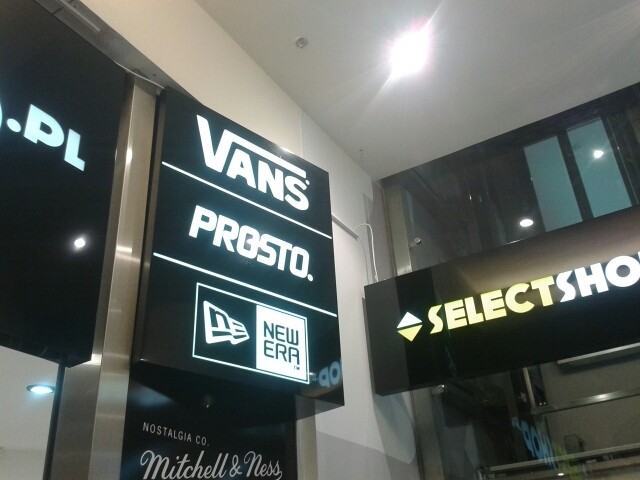 .PL
VANS
PROSTO.
NEW
ERA
NOSTALGIA CO.
Mitchell & Ness
SELECTSHO